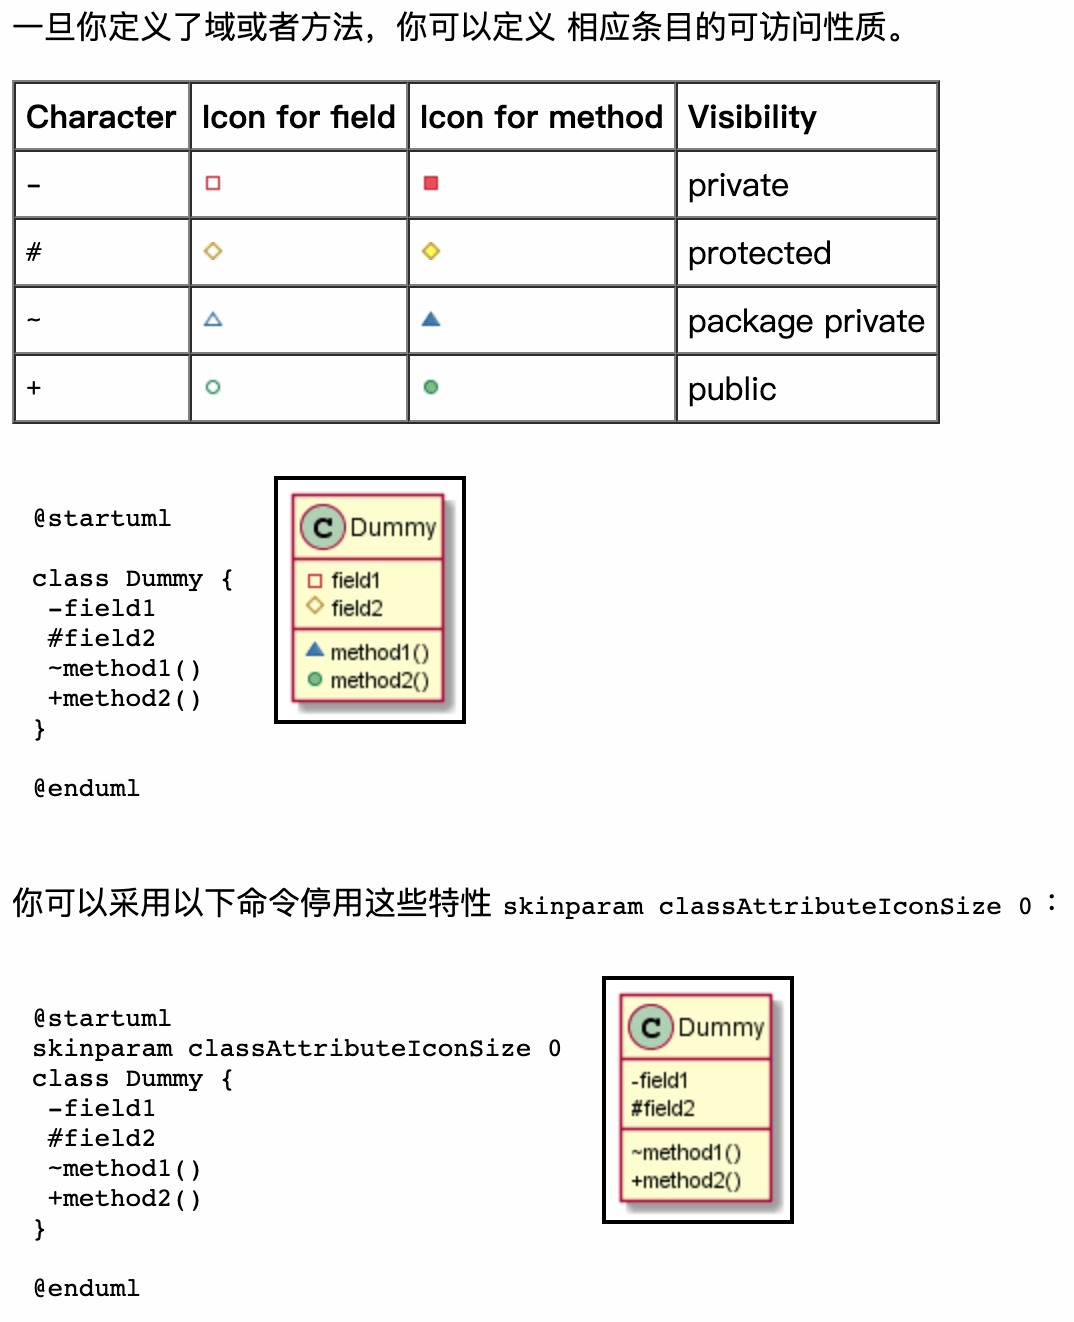 一旦你定义了域或者方法，你可以定义 相应条目的可访问性质。
Character Icon for field Icon for method Visibility
- private
# protected
~ package private
+ public
@startuml
class Dummy {
-field1
#field2
~method1()
+method2()
}
@enduml
C Dummy
field1
field2
method1()
method2()
你可以采用以下命令停用这些特性 skinparam classAttributeIconSize 0 ：
@startuml
skinparam classAttributeIconSize 0
class Dummy {
-field1
#field2
~method1()
+method2()
}
@enduml
C Dummy
-field1
#field2
~method1()
+method2()